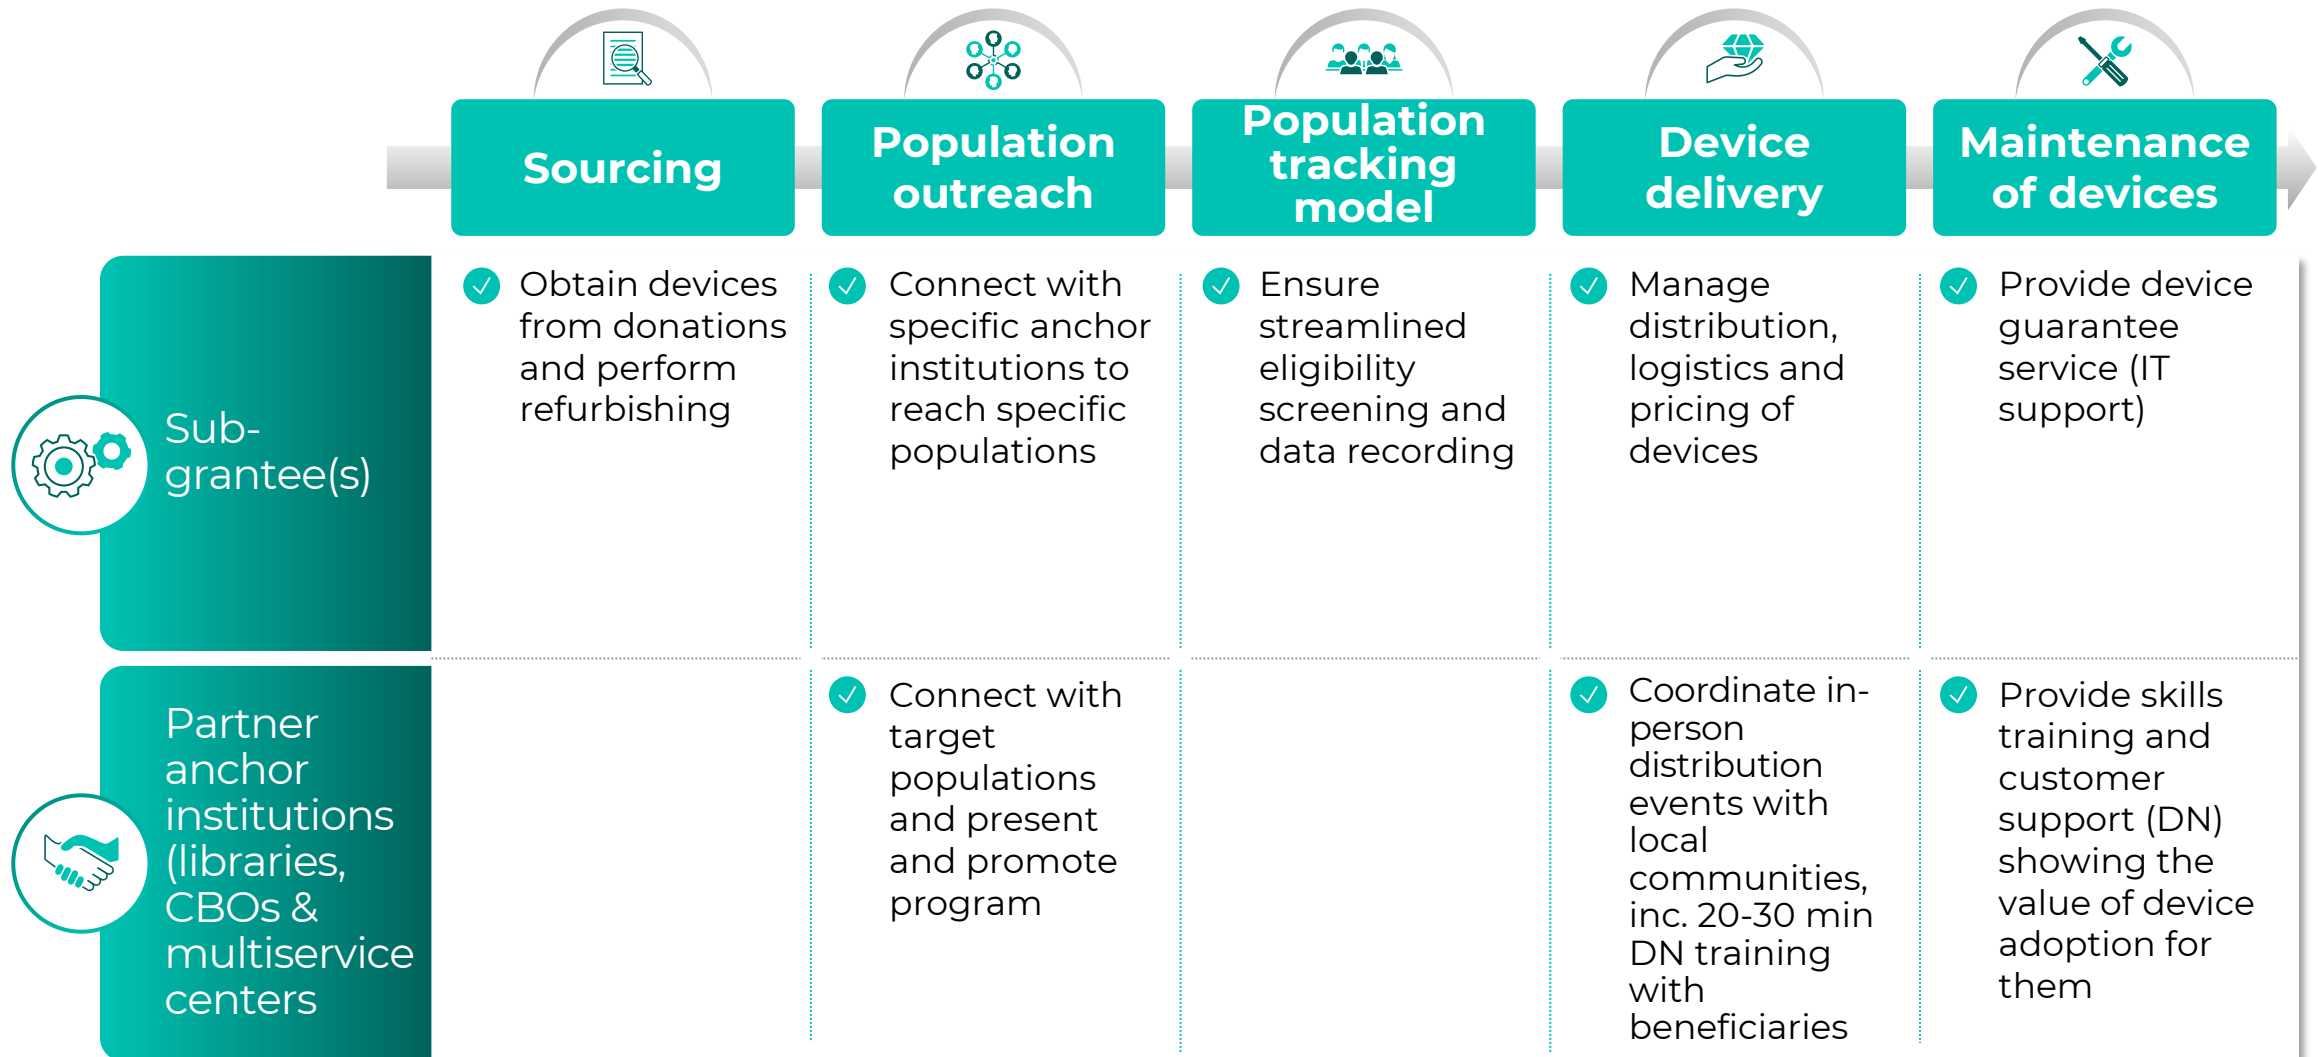 Sourcing
Population
outreach
Population
tracking
model
Device
delivery
Maintenance
of devices
Sub-
grantee(s)
Obtain devices
from donations
and perform
refurbishing
Connect with
specific anchor
institutions to
reach specific
populations
Ensure
streamlined
eligibility
screening and
data recording
Manage
distribution,
logistics and
pricing of
devices
Provide device
guarantee
service (IT
support)
Partner
anchor
institutions
(libraries,
CBOs &
multiservice
centers
Connect with
target
populations
and present
and promote
program
Coordinate in-
person
distribution
events with
local
communities,
inc. 20-30 min
DN training
with
beneficiaries
Provide skills
training and
customer
support (DN)
showing the
value of device
adoption for
them